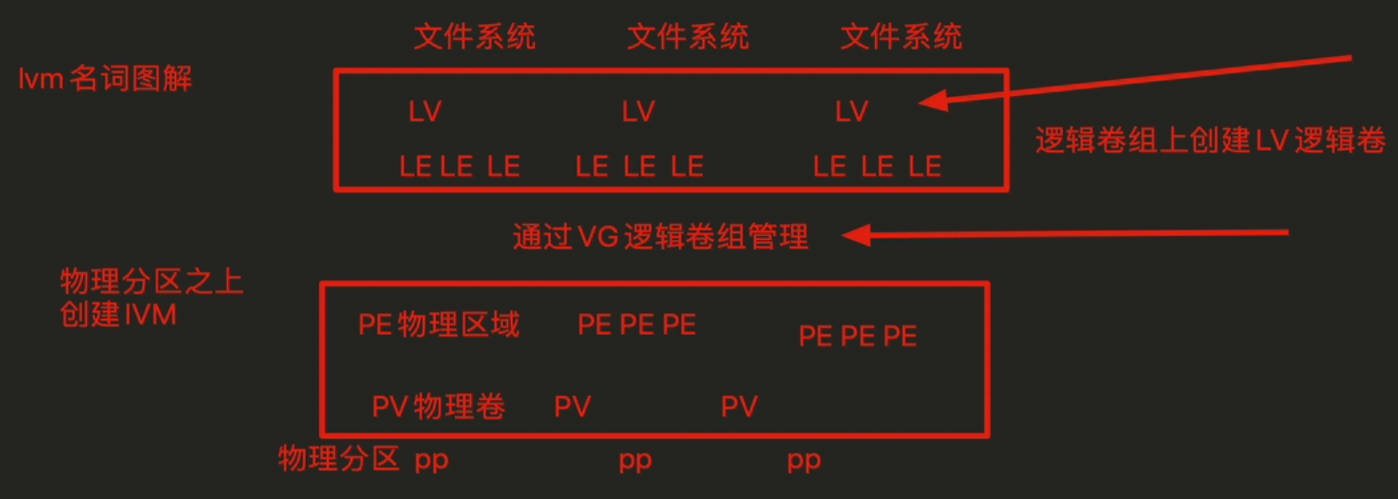 文件系统 文件系统 文件系统
lvm名词图解
LV LV LV
逻辑卷组上创建LV逻辑卷
LE LE LE LE LE LE LE LE LE
通过VG逻辑卷组管理
物理分区之上
创建IVM
PE物理区域 PE PE PE PE PE PE
PV物理卷 PV PV
物理分区 pp pp pp